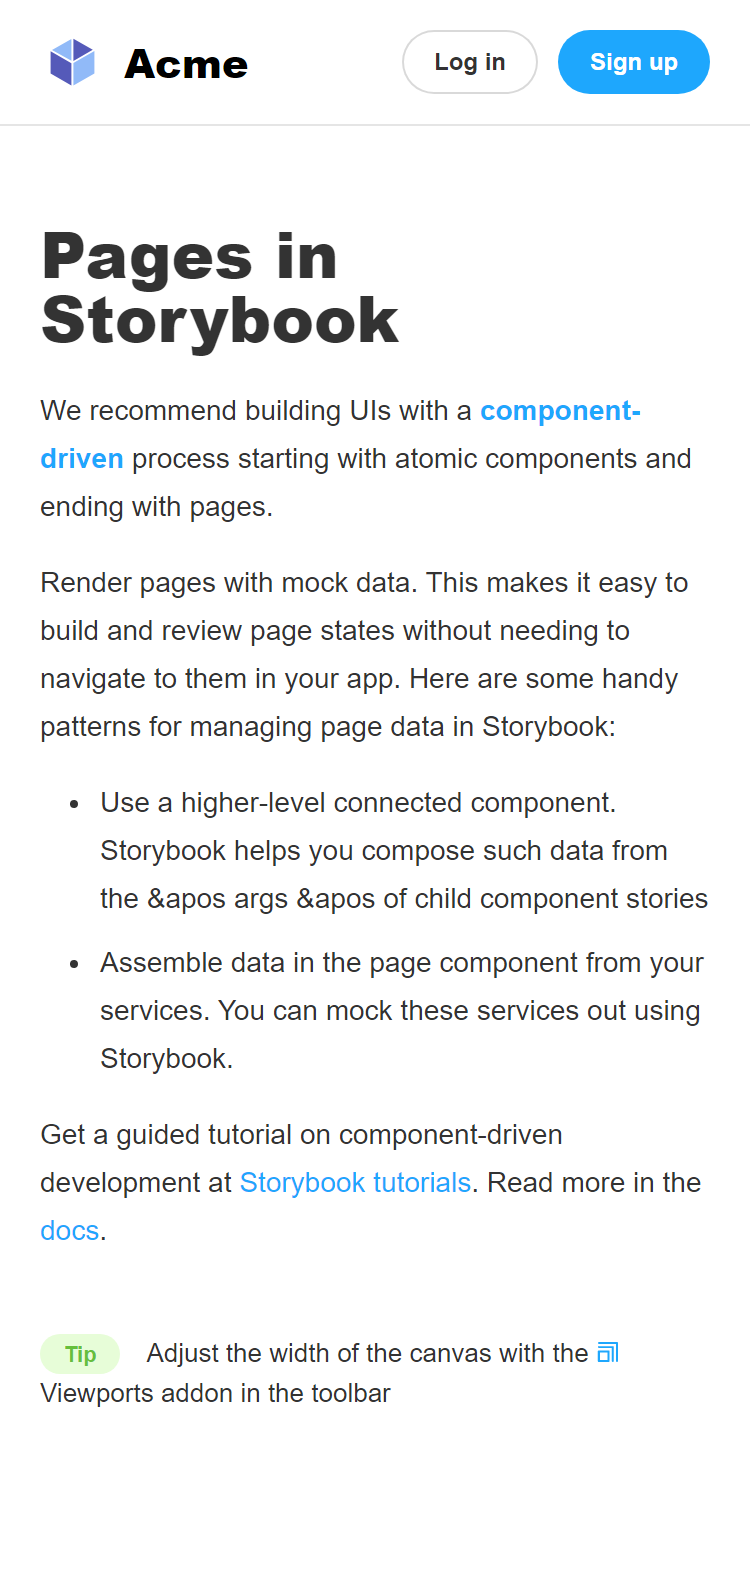 Acme
Log in
Sign up
Pages in
Storybook
We recommend building UIs with a component-
driven process starting with atomic components and
ending with pages.
Render pages with mock data. This makes it easy to
build and review page states without needing to
navigate to them in your app. Here are some handy
patterns for managing page data in Storybook:
• Use a higher-level connected component.
Storybook helps you compose such data from
the &apos args &apos of child component stories
• Assemble data in the page component from your
services. You can mock these services out using
Storybook.
Get a guided tutorial on component-driven
development at Storybook tutorials. Read more in the
docs.
Tip Adjust the width of the canvas with the
Viewports addon in the toolbar